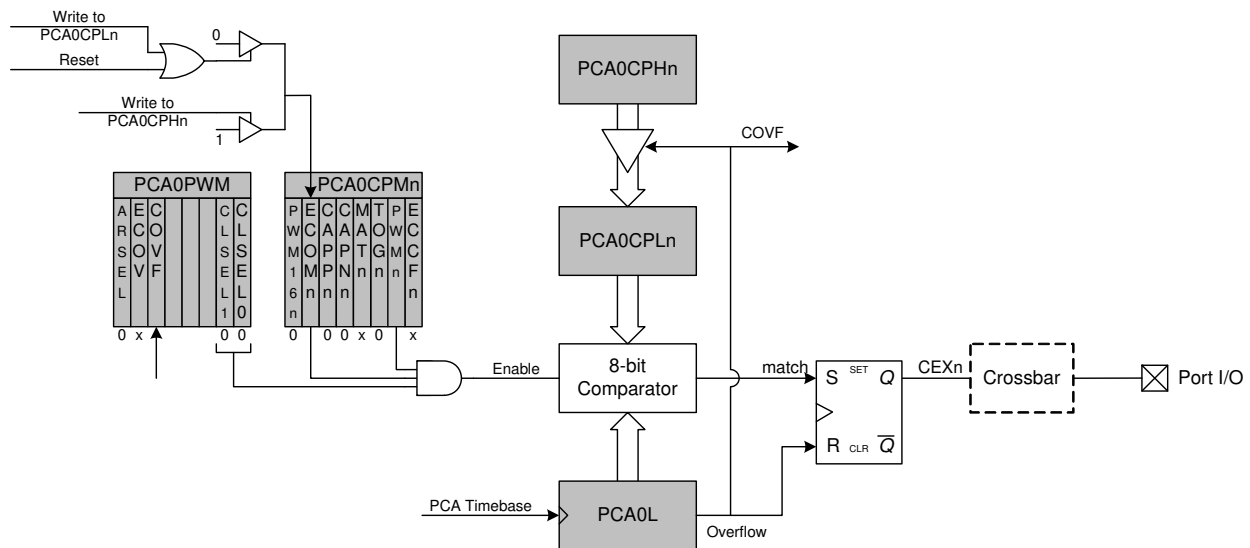 Write to
PCA0CPLn
Reset
0
Write to
PCA0CPHn
1
PCA0CPHn
COVF
PCA0PWM
ARSEL
ECOV
COVF
CLSEL1
CLSEL0
0 x 0 0
PCA0CPMn
PWM16n
ECOMn
CAPPn
CAPNn
MATn
TOGn
PWMn
ECCFn
0 0 0 x 0 x
PCA0CPLn
Enable
8-bit
Comparator
match
S SET Q
R CLR Q
CEXn
Crossbar
Port I/O
PCA Timebase
PCA0L
Overflow